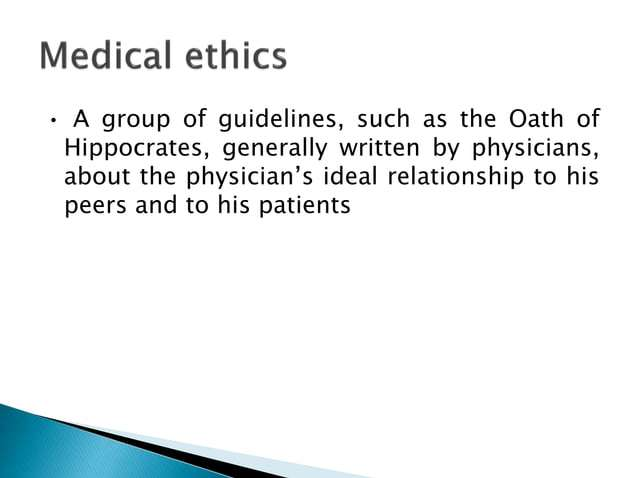 Medical ethics
• A group of guidelines, such as the Oath of
Hippocrates, generally written by physicians,
about the physician’s ideal relationship to his
peers and to his patients